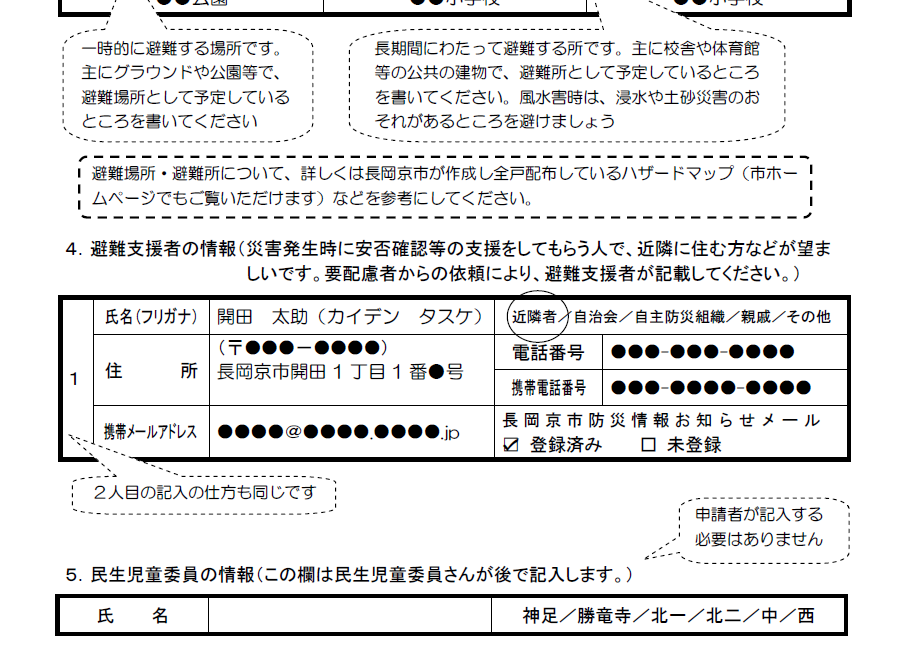 ●●公園 ●●小学校 ●●小学校
一時的に避難する場所です。
主にグラウンドや公園等で、
避難場所として予定している
ところを書いてください
長期間にわたって避難する所です。主に校舎や体育館
等の公共の建物で、避難所として予定しているところ
を書いてください。風水害時は、浸水や土砂災害のお
それがあるところを避けましょう
避難場所・避難所について、詳しくは長岡京市が作成し全戸配布しているハザードマップ（市ホー
ムページでもご覧いただけます）などを参考にしてください。
４．避難支援者の情報（災害発生時に安否確認等の支援をしてもらう人で、近隣に住む方などが望ま
しいです。要配慮者からの依頼により、避難支援者が記載してください。）
1
氏名（フリガナ） 開田　太助（カイデン　タスケ） 近隣者／自治会／自主防災組織／親戚／その他
住　　所
（〒●●●－●●●●）
長岡京市開田１丁目１番●号
電話番号 ●●●-●●●-●●●●
携帯電話番号 ●●●-●●●●-●●●●
携帯メールアドレス ●●●●@●●●●.●●●●.jp
長岡京市防災情報お知らせメール
☑ 登録済み　□ 未登録
２人目の記入の仕方も同じです
申請者が記入する
必要はありません
５．民生児童委員の情報（この欄は民生児童委員さんが後で記入します。）
氏　　名 神足／勝竜寺／北一／北二／中／西